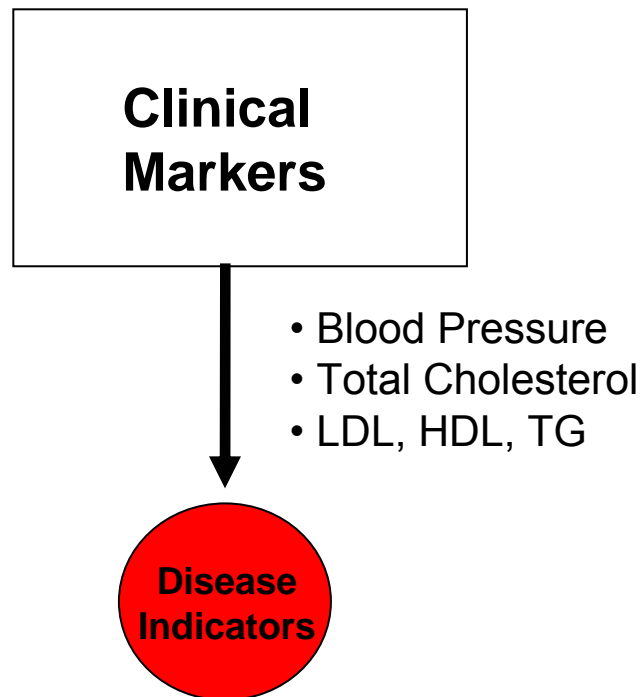 Clinical
Markers
• Blood Pressure
• Total Cholesterol
• LDL, HDL, TG
Disease
Indicators